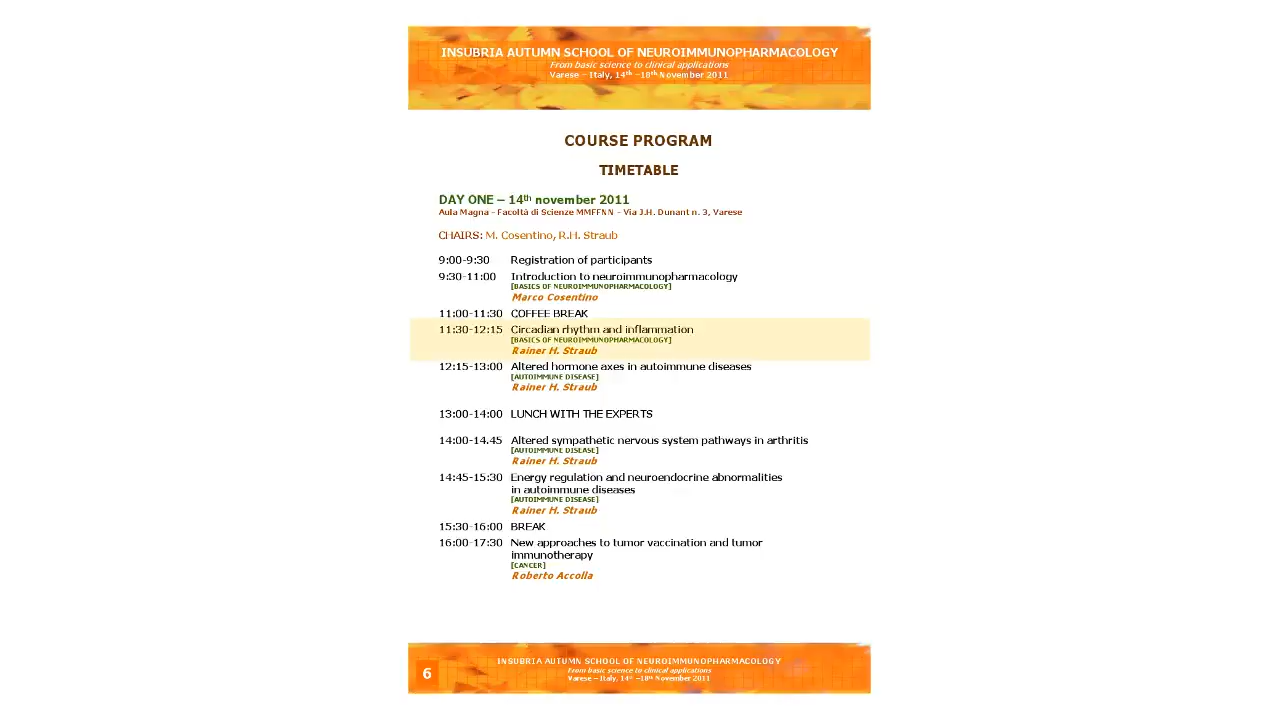 INSUBRIA AUTUMN SCHOOL OF NEUROIMMUNOPHARMACOLOGY
From basic science to clinical applications
Varese – Italy, 14th –18th November 2011
COURSE PROGRAM
TIMETABLE
DAY ONE – 14th november 2011
Aula Magna - Facoltà di Scienze MMFFNN – Via J.H. Dunant n. 3, Varese
CHAIRS: M. Cosentino, R.H. Straub
9:00-9:30 Registration of participants
9:30-11:00 Introduction to neuroimmunopharmacology
[BASICS OF NEUROIMMUNOPHARMACOLOGY]
Marco Cosentino
11:00-11:30 COFFEE BREAK
11:30-12:15 Circadian rhythm and inflammation
[BASICS OF NEUROIMMUNOPHARMACOLOGY]
Rainer H. Straub
12:15-13:00 Altered hormone axes in autoimmune diseases
[AUTOIMMUNE DISEASE]
Rainer H. Straub
13:00-14:00 LUNCH WITH THE EXPERTS
14:00-14.45 Altered sympathetic nervous system pathways in arthritis
[AUTOIMMUNE DISEASE]
Rainer H. Straub
14:45-15:30 Energy regulation and neuroendocrine abnormalities
in autoimmune diseases
[AUTOIMMUNE DISEASE]
Rainer H. Straub
15:30-16:00 BREAK
16:00-17:30 New approaches to tumor vaccination and tumor
immunotherapy
[CANCER]
Roberto Accolla
6
INSUBRIA AUTUMN SCHOOL OF NEUROIMMUNOPHARMACOLOGY
From basic science to clinical applications
Varese – Italy, 14th –18th November 2011